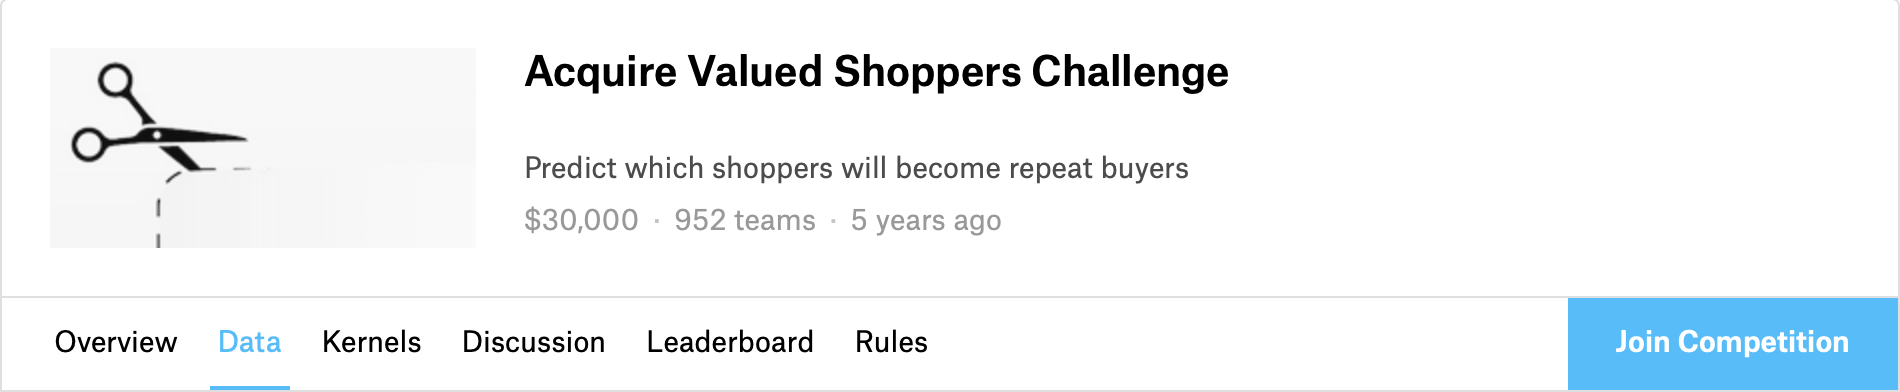 Acquire Valued Shoppers Challenge
Predict which shoppers will become repeat buyers
$30,000 · 952 teams · 5 years ago
Overview Data Kernels Discussion Leaderboard Rules Join Competition